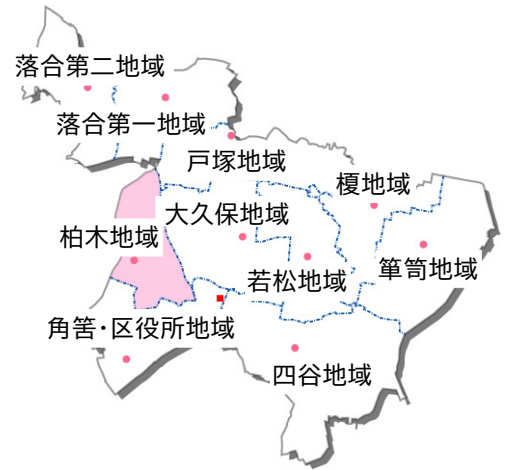 落合第二地域
落合第一地域
戸塚地域
榎地域
大久保地域
柏木地域
若松地域
箪笥地域
角筈･区役所地域
四谷地域